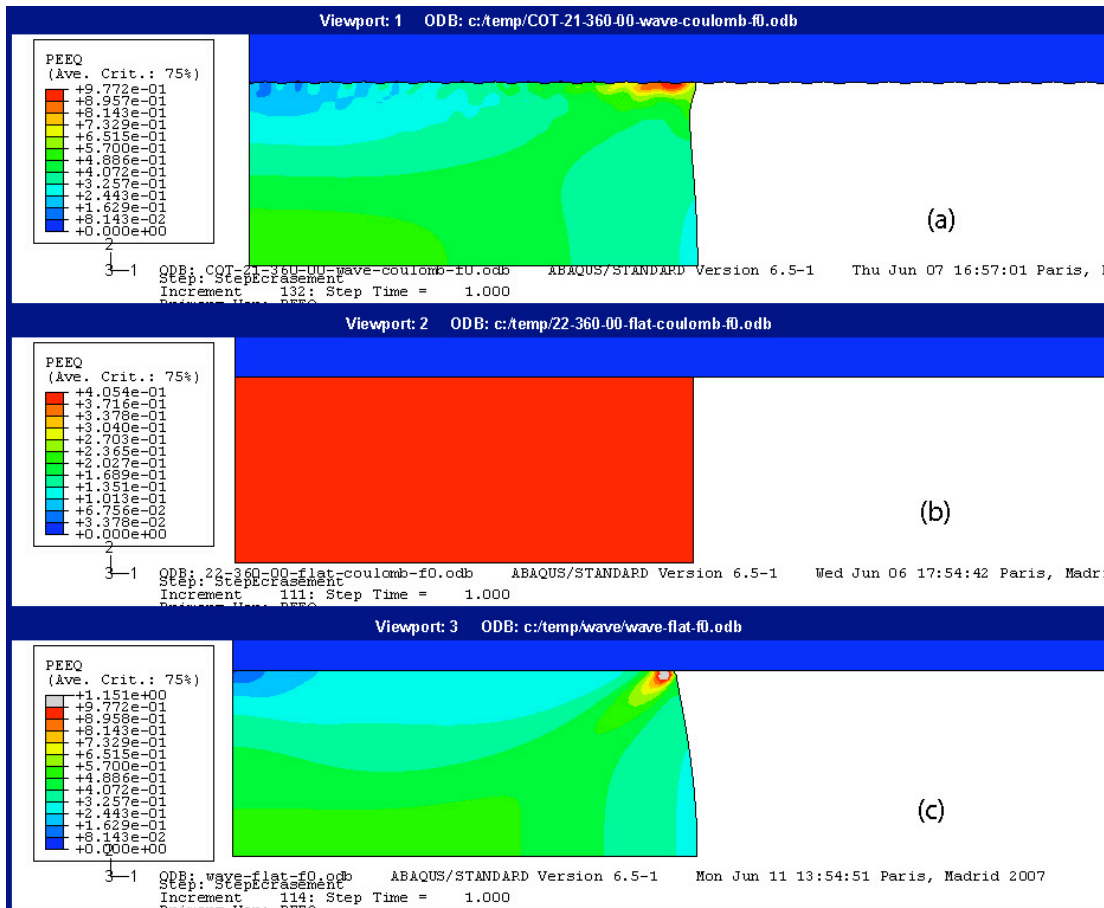 Viewport: 1 ODB: c:/temp/COT-21-360-00-wave-coulomb-f0.odb
PEEQ
(Ave. Crit.: 75%)
+9.772e-01
+8.957e-01
+8.143e-01
+7.329e-01
+6.515e-01
+5.700e-01
+4.886e-01
+4.072e-01
+3.257e-01
+2.443e-01
+1.629e-01
+8.143e-02
+0.000e+00
(a)
2
3 1
ODB: COT-21-360-00-wave-coulomb-f0.odb ABAQUS/STANDARD Version 6.5-1 Thu Jun 07 16:57:01 Paris,
Step: StepEcrasement
Increment 132: Step Time = 1.000
Viewport: 2 ODB: c:/temp/22-360-00-flat-coulomb-f0.odb
PEEQ
(Ave. Crit.: 75%)
+4.054e-01
+3.716e-01
+3.378e-01
+3.040e-01
+2.703e-01
+2.365e-01
+2.027e-01
+1.689e-01
+1.351e-01
+1.013e-01
+6.756e-02
+3.378e-02
+0.000e+00
(b)
2
3 1
ODB: 22-360-00-flat-coulomb-f0.odb ABAQUS/STANDARD Version 6.5-1 Wed Jun 06 17:54:42 Paris, Madri
Step: StepEcrasement
Increment 111: Step Time = 1.000
Viewport: 3 ODB: c:/temp/wave/wave-flat-f0.odb
PEEQ
(Ave. Crit.: 75%)
+1.151e+00
+9.772e-01
+8.958e-01
+8.143e-01
+7.329e-01
+6.515e-01
+5.700e-01
+4.886e-01
+4.072e-01
+3.257e-01
+2.443e-01
+1.629e-01
+8.143e-02
+0.000e+00
(c)
2
3 1
ODB: wave-flat-f0.odb ABAQUS/STANDARD Version 6.5-1 Mon Jun 11 13:54:51 Paris, Madrid 2007
Step: StepEcrasement
Increment 114: Step Time = 1.000